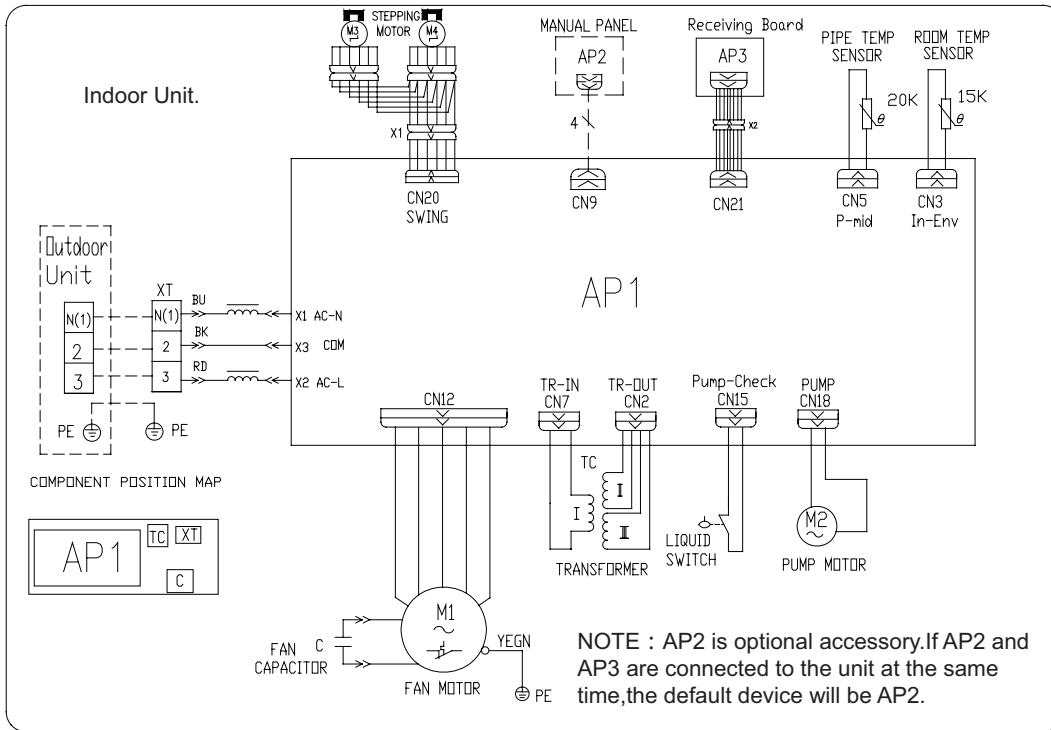 STEPPING
MOTOR
M3
M4
MANUAL PANEL
AP2
Receiving Board
AP3
PIPE TEMP
SENSOR
ROOM TEMP
SENSOR
Indoor Unit.
20K
θ
15K
θ
X1
4
X2
CN20
SWING
CN9
CN21
CN5
P-mid
CN3
In-Env
Outdoor
Unit
XT
N(1)
N(1)
BU
X1 AC-N
2
2
BK
X3 COM
3
3
RD
X2 AC-L
PE
PE
AP1
CN12
TR-IN
CN7
TR-OUT
CN2
Pump-Check
CN15
PUMP
CN18
COMPONENT POSITION MAP
AP1
TC
XT
C
TC
I
I
II
TRANSFORMER
LIQUID
SWITCH
M2
PUMP MOTOR
M1
FAN
CAPACITOR
C
YEGN
PE
FAN MOTOR
NOTE : AP2 is optional accessory.If AP2 and
AP3 are connected to the unit at the same
time,the default device will be AP2.